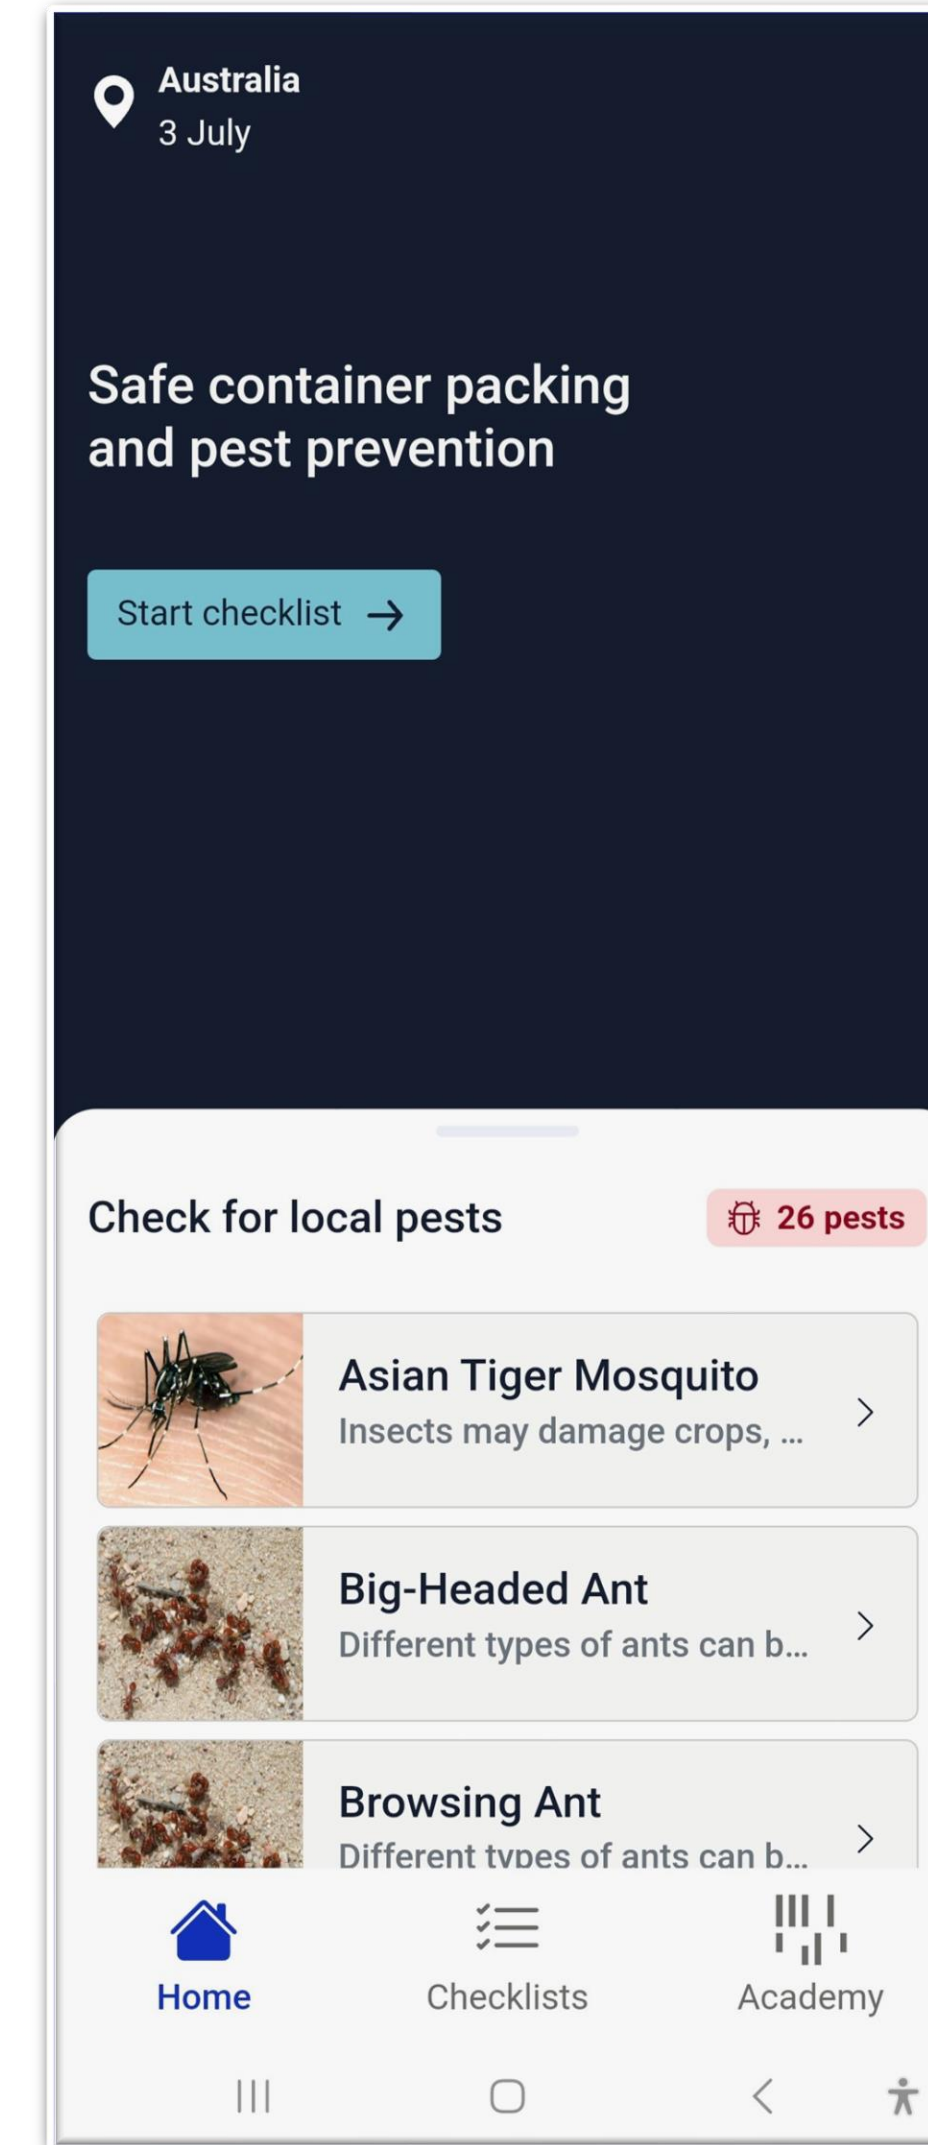 Australia
3 July
Safe container packing
and pest prevention
Start checklist
Check for local pests
26 pests
Asian Tiger Mosquito
Insects may damage crops, ...
Big-Headed Ant
Different types of ants can b...
Browsing Ant
Different types of ants can b...
Home
Checklists
Academy